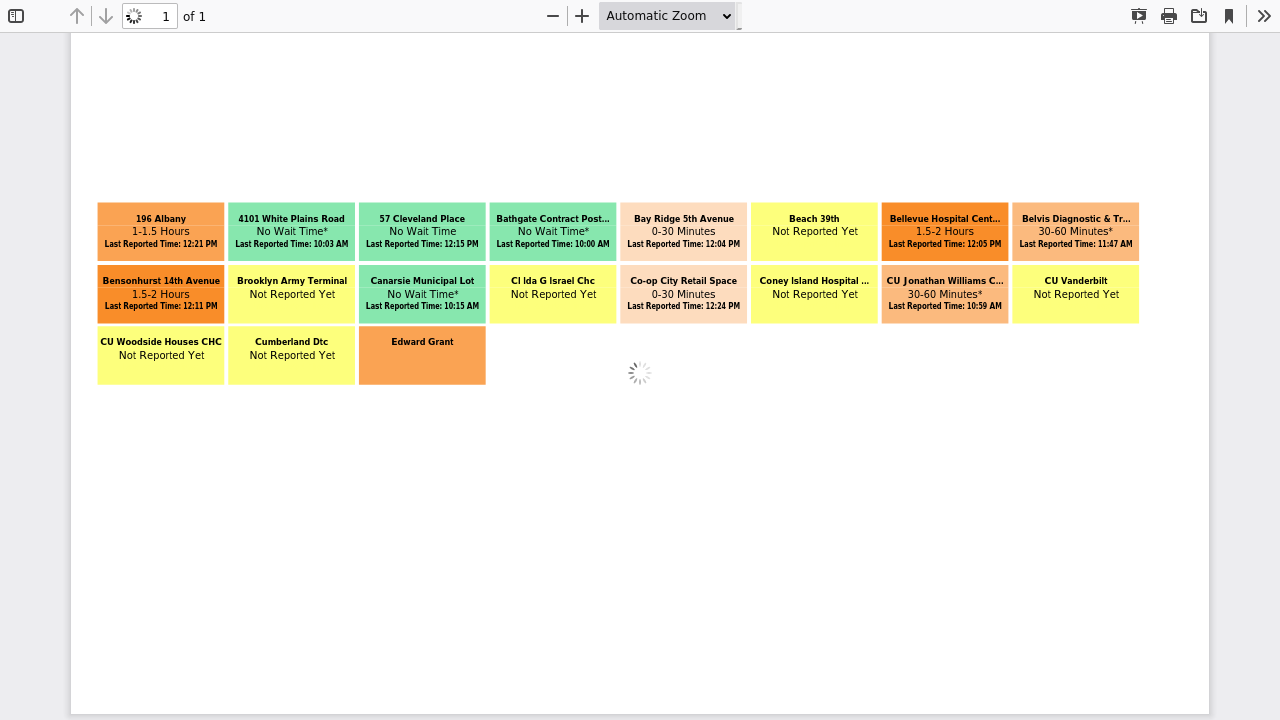 1 of 1 Automatic Zoom
196 Albany
1-1.5 Hours
Last Reported Time: 12:21 PM
4101 White Plains Road
No Wait Time*
Last Reported Time: 10:03 AM
57 Cleveland Place
No Wait Time
Last Reported Time: 12:15 PM
Bathgate Contract Post...
No Wait Time*
Last Reported Time: 10:00 AM
Bay Ridge 5th Avenue
0-30 Minutes
Last Reported Time: 12:04 PM
Beach 39th
Not Reported Yet
Bellevue Hospital Cent...
1.5-2 Hours
Last Reported Time: 12:05 PM
Belvis Diagnostic & Tr...
30-60 Minutes*
Last Reported Time: 11:47 AM
Bensonhurst 14th Avenue
1.5-2 Hours
Last Reported Time: 12:11 PM
Brooklyn Army Terminal
Not Reported Yet
Canarsie Municipal Lot
No Wait Time*
Last Reported Time: 10:15 AM
CI Ida G Israel Chc
Not Reported Yet
Co-op City Retail Space
0-30 Minutes
Last Reported Time: 12:24 PM
Coney Island Hospital ...
Not Reported Yet
CU Jonathan Williams C...
30-60 Minutes*
Last Reported Time: 10:59 AM
CU Vanderbilt
Not Reported Yet
CU Woodside Houses CHC
Not Reported Yet
Cumberland Dtc
Not Reported Yet
Edward Grant